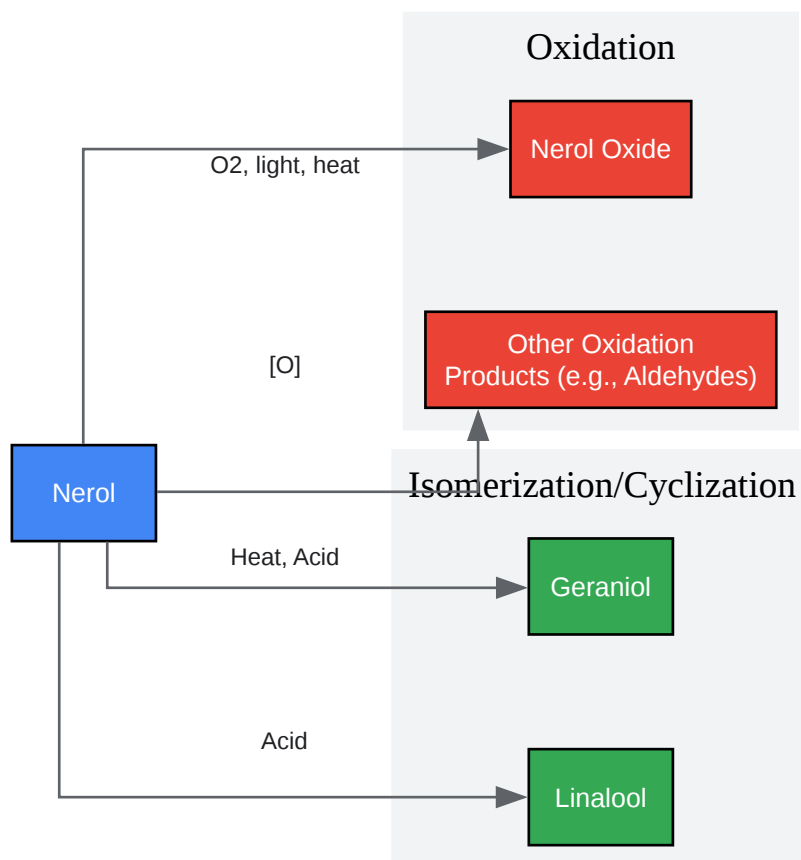 Oxidation
Nerol Oxide
O2, light, heat
Other Oxidation
Products (e.g., Aldehydes)
[O]
Nerol
Isomerization/Cyclization
Heat, Acid
Geraniol
Acid
Linalool